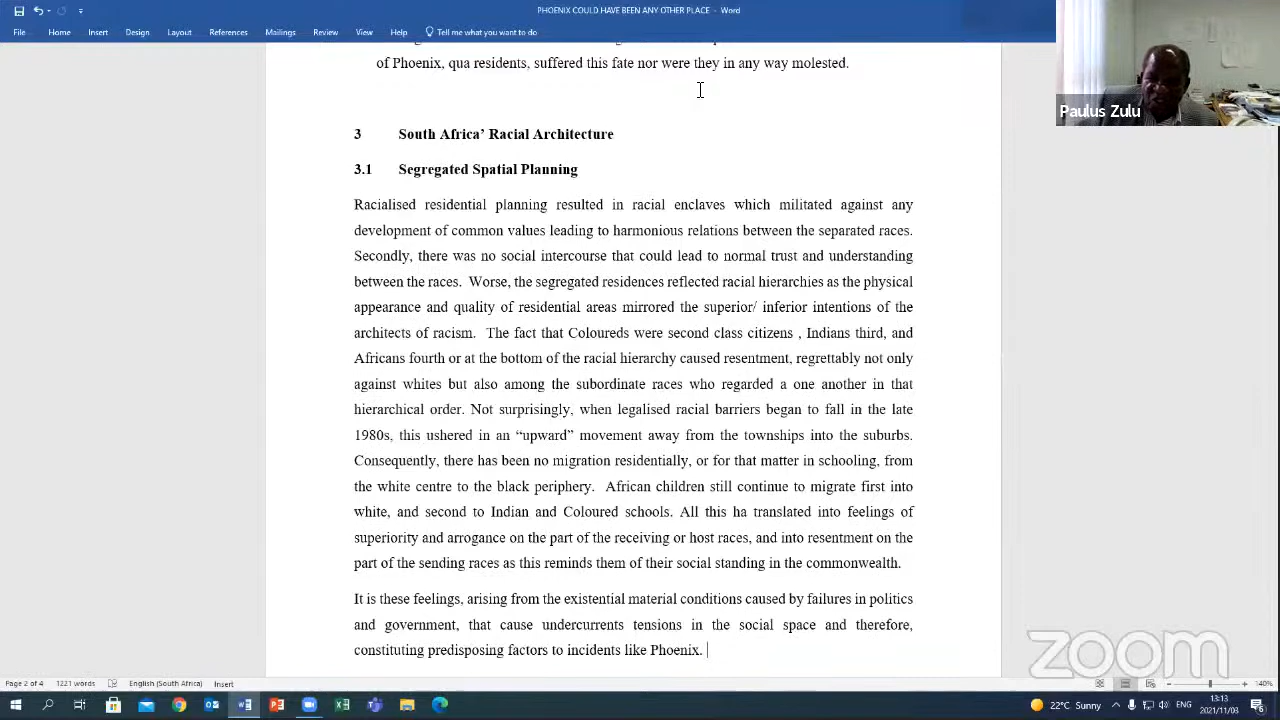 PHOENIX COULD HAVE BEEN ANY OTHER PLACE - Word
File Home Insert Design Layout References Mailings Review View Help Tell me what you want to do
of Phoenix, qua residents, suffered this fate nor were they in any way molested.
Paulus Zulu
3 South Africa’ Racial Architecture
3.1 Segregated Spatial Planning
Racialised residential planning resulted in racial enclaves which militated against any
development of common values leading to harmonious relations between the separated races.
Secondly, there was no social intercourse that could lead to normal trust and understanding
between the races. Worse, the segregated residences reflected racial hierarchies as the physical
appearance and quality of residential areas mirrored the superior/ inferior intentions of the
architects of racism. The fact that Coloureds were second class citizens , Indians third, and
Africans fourth or at the bottom of the racial hierarchy caused resentment, regrettably not only
against whites but also among the subordinate races who regarded a one another in that
hierarchical order. Not surprisingly, when legalised racial barriers began to fall in the late
1980s, this ushered in an “upward” movement away from the townships into the suburbs.
Consequently, there has been no migration residentially, or for that matter in schooling, from
the white centre to the black periphery. African children still continue to migrate first into
white, and second to Indian and Coloured schools. All this ha translated into feelings of
superiority and arrogance on the part of the receiving or host races, and into resentment on the
part of the sending races as this reminds them of their social standing in the commonwealth.
It is these feelings, arising from the existential material conditions caused by failures in politics
and government, that cause undercurrents tensions in the social space and therefore,
constituting predisposing factors to incidents like Phoenix.
zoom
Page 2 of 4 1221 words English (South Africa) Insert 140%
22°C Sunny ENG 13:13
2021/11/03